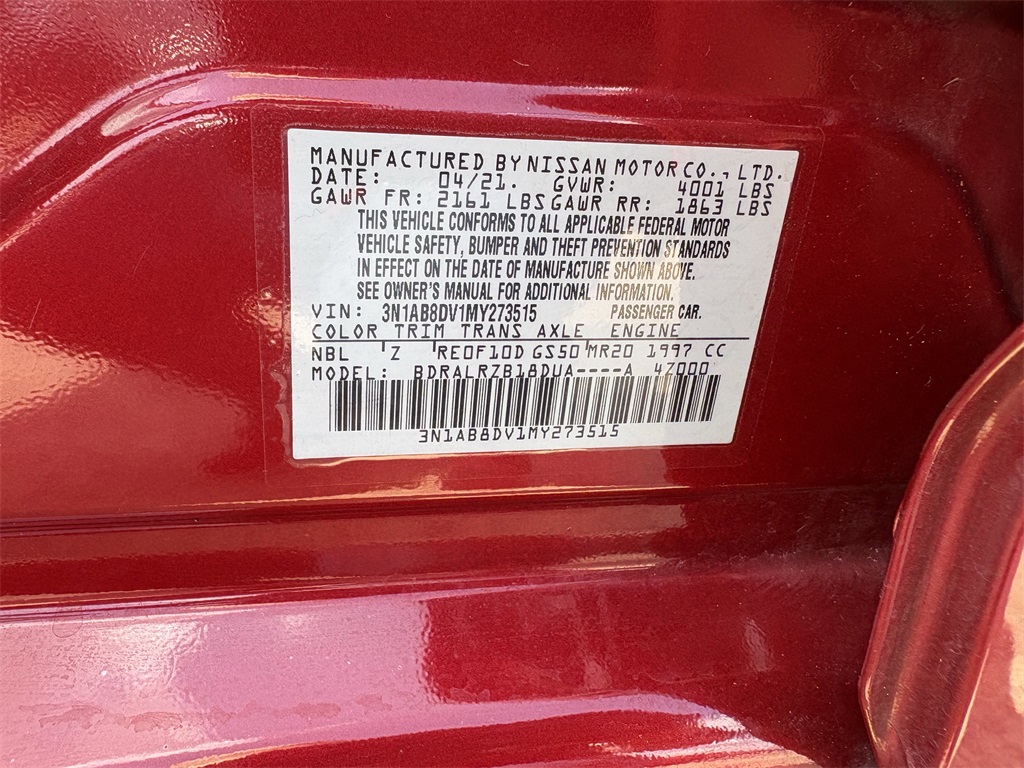 MANUFACTURED BY NISSAN MOTOR CO., LTD.
DATE: 04/21. GVWR: 4001 LBS
GAWR FR: 2161 LBS GAWR RR: 1863 LBS
THIS VEHICLE CONFORMS TO ALL APPLICABLE FEDERAL MOTOR
VEHICLE SAFETY, BUMPER AND THEFT PREVENTION STANDARDS
IN EFFECT ON THE DATE OF MANUFACTURE SHOWN ABOVE.
SEE OWNER'S MANUAL FOR ADDITIONAL INFORMATION.
VIN: 3N1AB8DV1MY273515 PASSENGER CAR.
COLOR TRIM TRANS AXLE ENGINE
NBL Z RE0F10D GS50 MR20 1997 CC
MODEL: BDRALRZB18DUA----A 4Z000
3N1AB8DV1MY273515